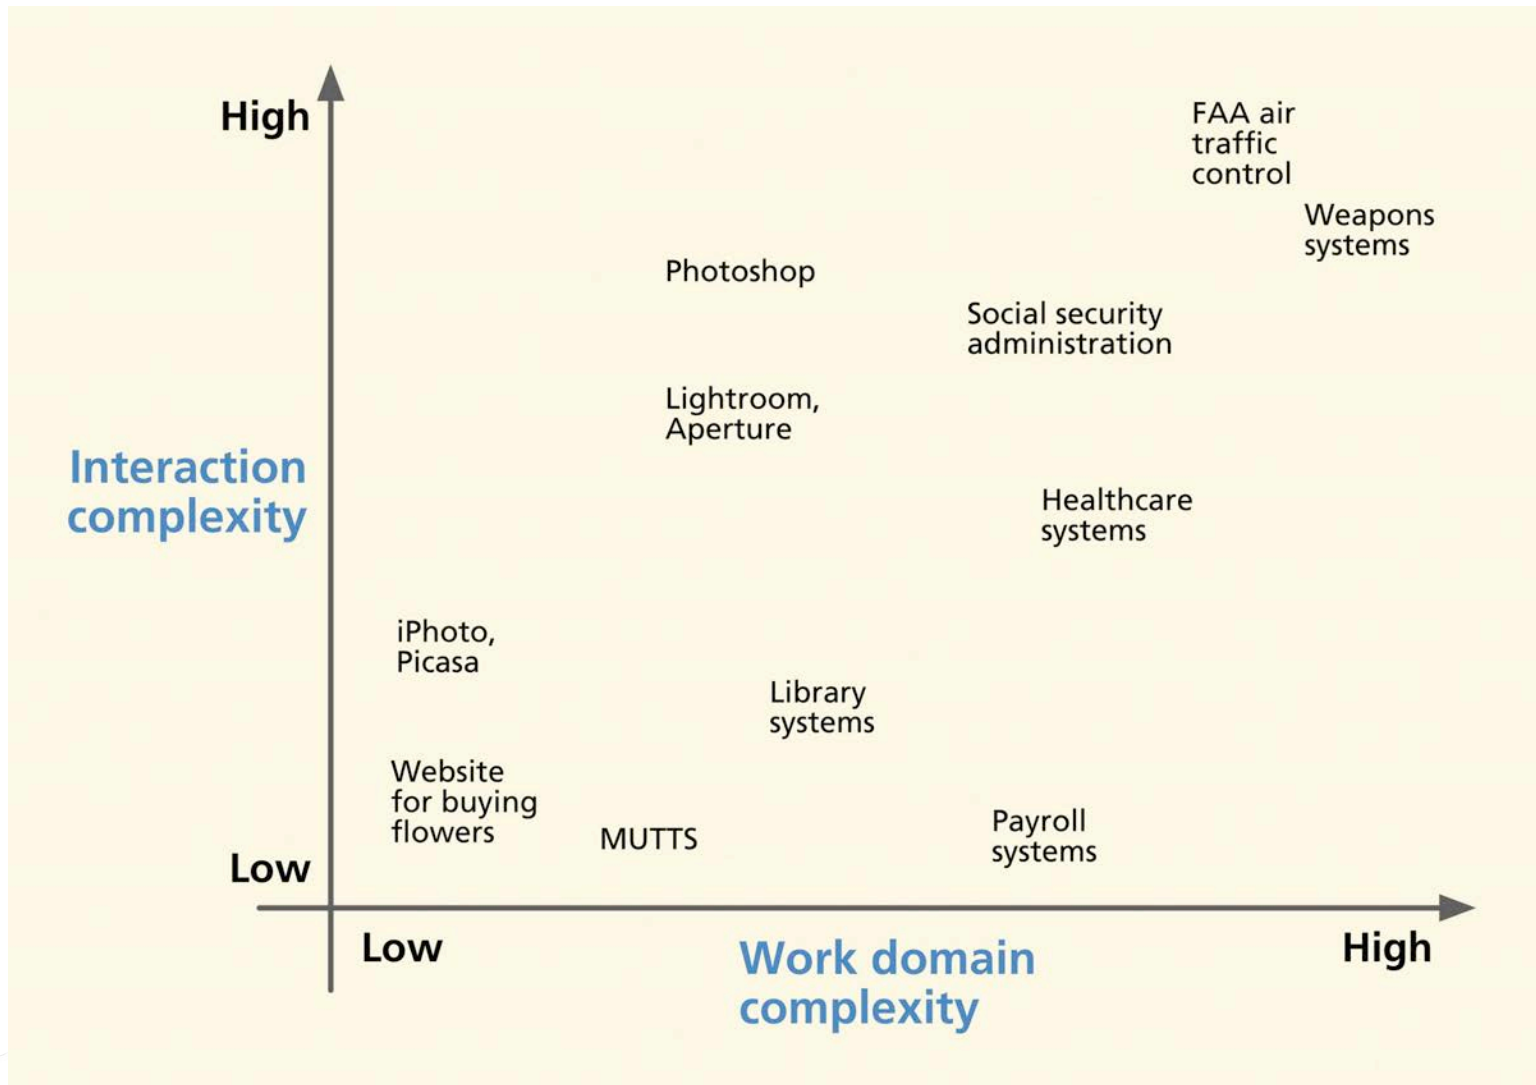 High
FAA air
traffic
control
Weapons
systems
Photoshop
Social security
administration
Lightroom,
Aperture
Interaction
complexity
Healthcare
systems
iPhoto,
Picasa
Library
systems
Website
for buying
flowers
MUTTS
Payroll
systems
Low
Low
High
Work domain
complexity